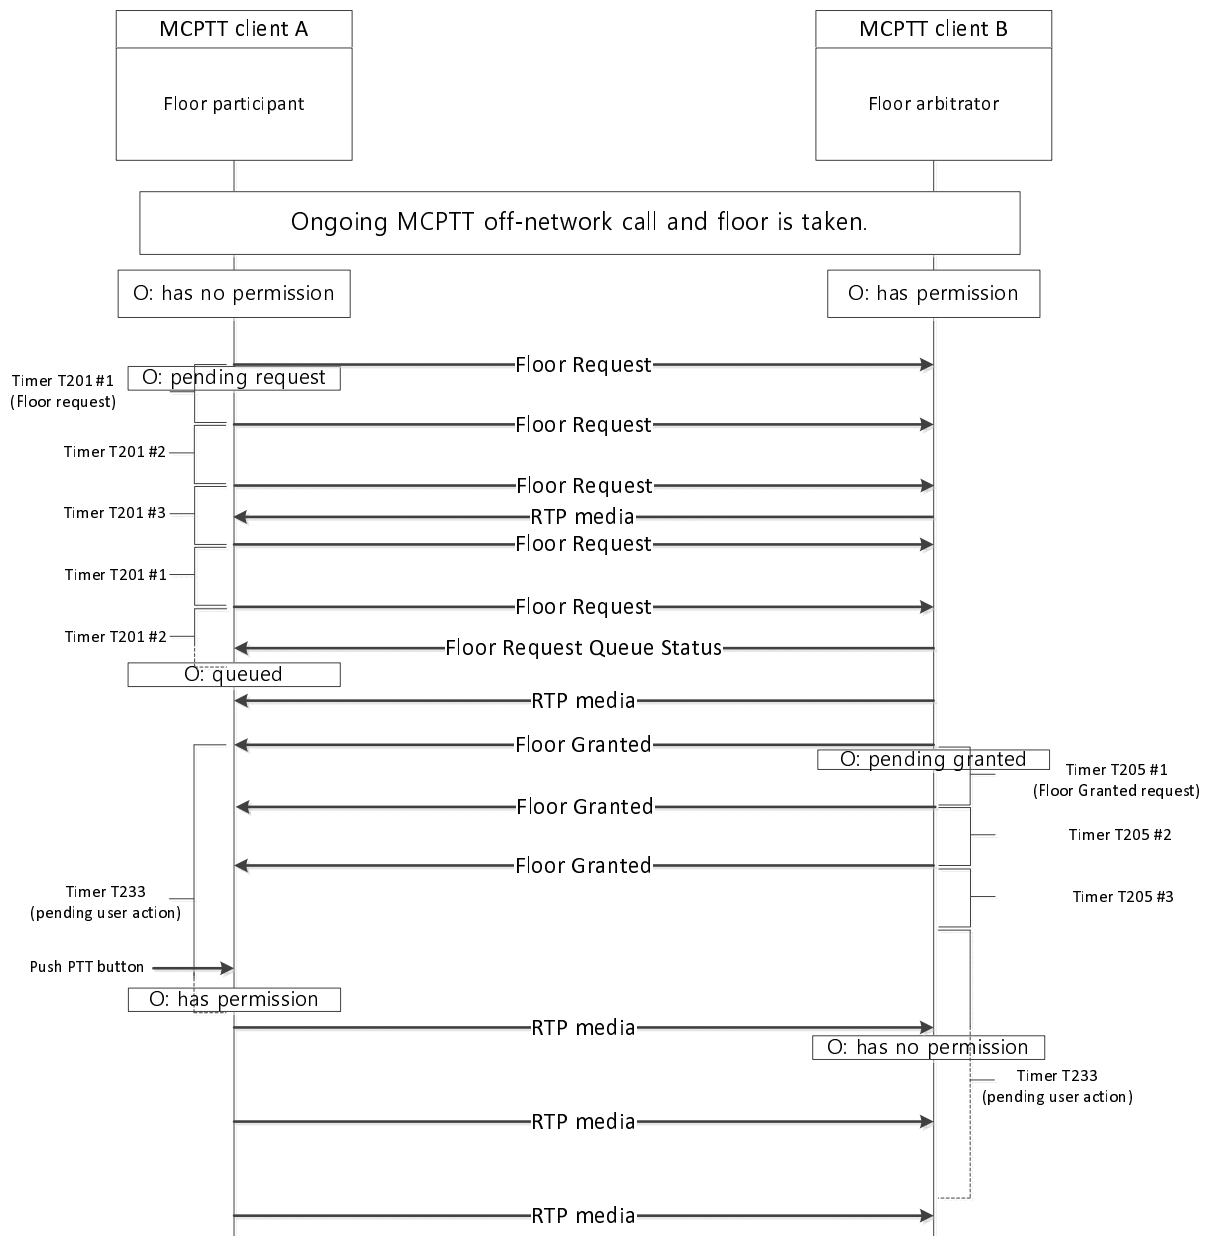 MCPTT client A
MCPTT client B
Floor participant
Floor arbitrator
Ongoing MCPTT off-network call and floor is taken.
O: has no permission
O: has permission
Floor Request
O: pending request
Timer T201 #1
(Floor request)
Floor Request
Timer T201 #2
Floor Request
Timer T201 #3
RTP media
Floor Request
Timer T201 #1
Floor Request
Timer T201 #2
Floor Request Queue Status
O: queued
RTP media
Floor Granted
O: pending granted
Timer T205 #1
(Floor Granted request)
Floor Granted
Timer T205 #2
Floor Granted
Timer T233
(pending user action)
Timer T205 #3
Push PTT button
O: has permission
RTP media
O: has no permission
Timer T233
(pending user action)
RTP media
RTP media